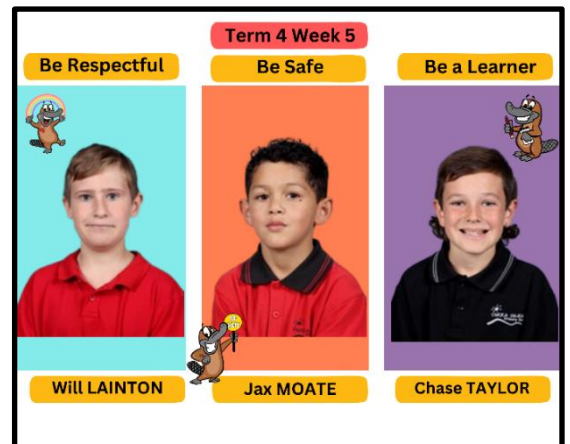 Term 4 Week 5
Be Respectful
Be Safe
Be a Learner
Will LAINTON
Jax MOATE
Chase TAYLOR